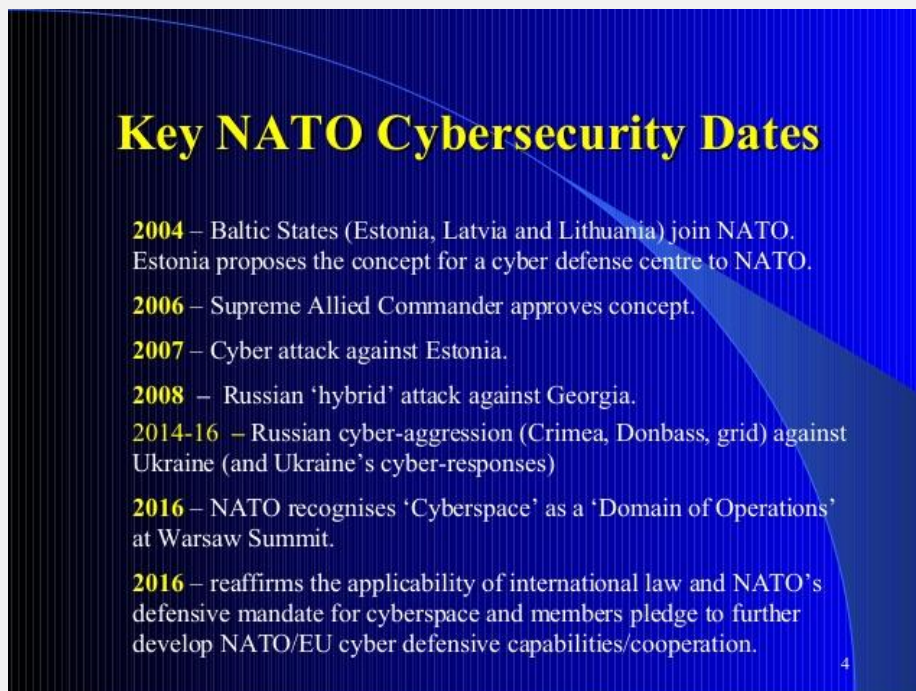 Key NATO Cybersecurity Dates
2004 – Baltic States (Estonia, Latvia and Lithuania) join NATO.
Estonia proposes the concept for a cyber defense centre to NATO.
2006 – Supreme Allied Commander approves concept.
2007 – Cyber attack against Estonia.
2008 – Russian ‘hybrid’ attack against Georgia.
2014-16 – Russian cyber-aggression (Crimea, Donbass, grid) against
Ukraine (and Ukraine’s cyber-responses)
2016 – NATO recognises ‘Cyberspace’ as a ‘Domain of Operations’
at Warsaw Summit.
2016 – reaffirms the applicability of international law and NATO’s
defensive mandate for cyberspace and members pledge to further
develop NATO/EU cyber defensive capabilities/cooperation.
4